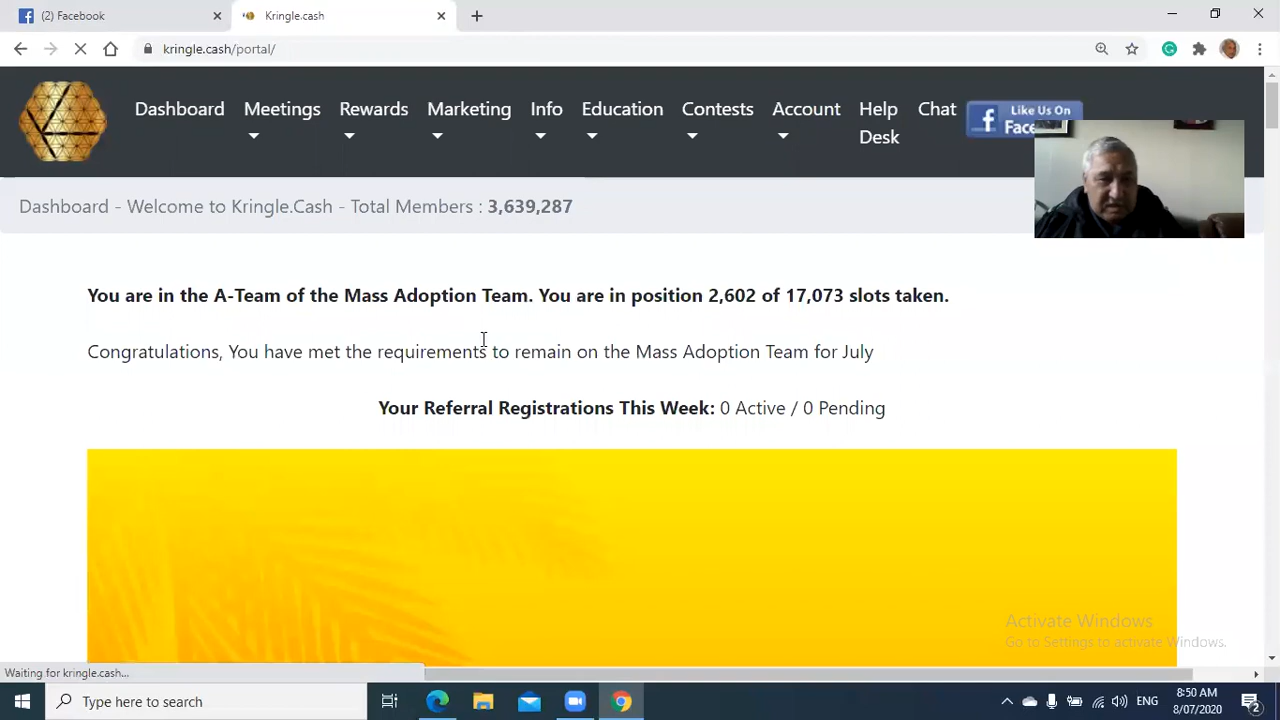 (2) Facebook
Kringle.cash
kringle.cash/portal/
Dashboard Meetings Rewards Marketing Info Education Contests Account Help Desk Chat
Like Us On
Face
Dashboard - Welcome to Kringle.Cash - Total Members : 3,639,287
You are in the A-Team of the Mass Adoption Team. You are in position 2,602 of 17,073 slots taken.
Congratulations, You have met the requirements to remain on the Mass Adoption Team for July
Your Referral Registrations This Week: 0 Active / 0 Pending
Activate Windows
Go to Settings to activate Windows.
Waiting for kringle.cash...
Type here to search
ENG
8:50 AM
8/07/2020
2